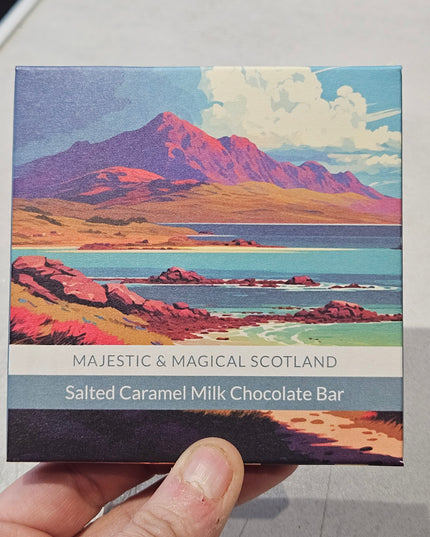 MAJESTIC & MAGICAL SCOTLAND
Salted Caramel Milk Chocolate Bar